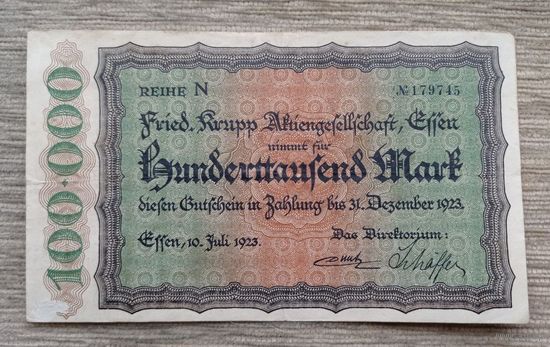 100·000
REIHE N
№ 179745
Fried. Krupp Aktiengesellschaft, Essen
nimmt für
Hunderttausend Mark
diesen Gutschein in Zahlung bis 31. Dezember 1923.
Essen, 10. Juli 1923.
Das Direktorium:
Schäffer